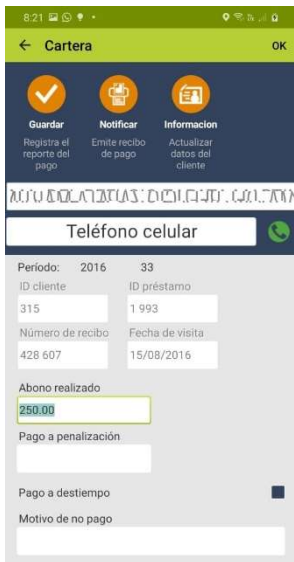 8:21
← Cartera OK
Guardar Notificar Informacion
Registra el reporte del pago
Emite recibo de pago
Actualizar datos del cliente
Teléfono celular
Período: 2016 33
ID cliente ID préstamo
315 1 993
Número de recibo Fecha de visita
428 607 15/08/2016
Abono realizado
250.00
Pago a penalización
Pago a destiempo
Motivo de no pago